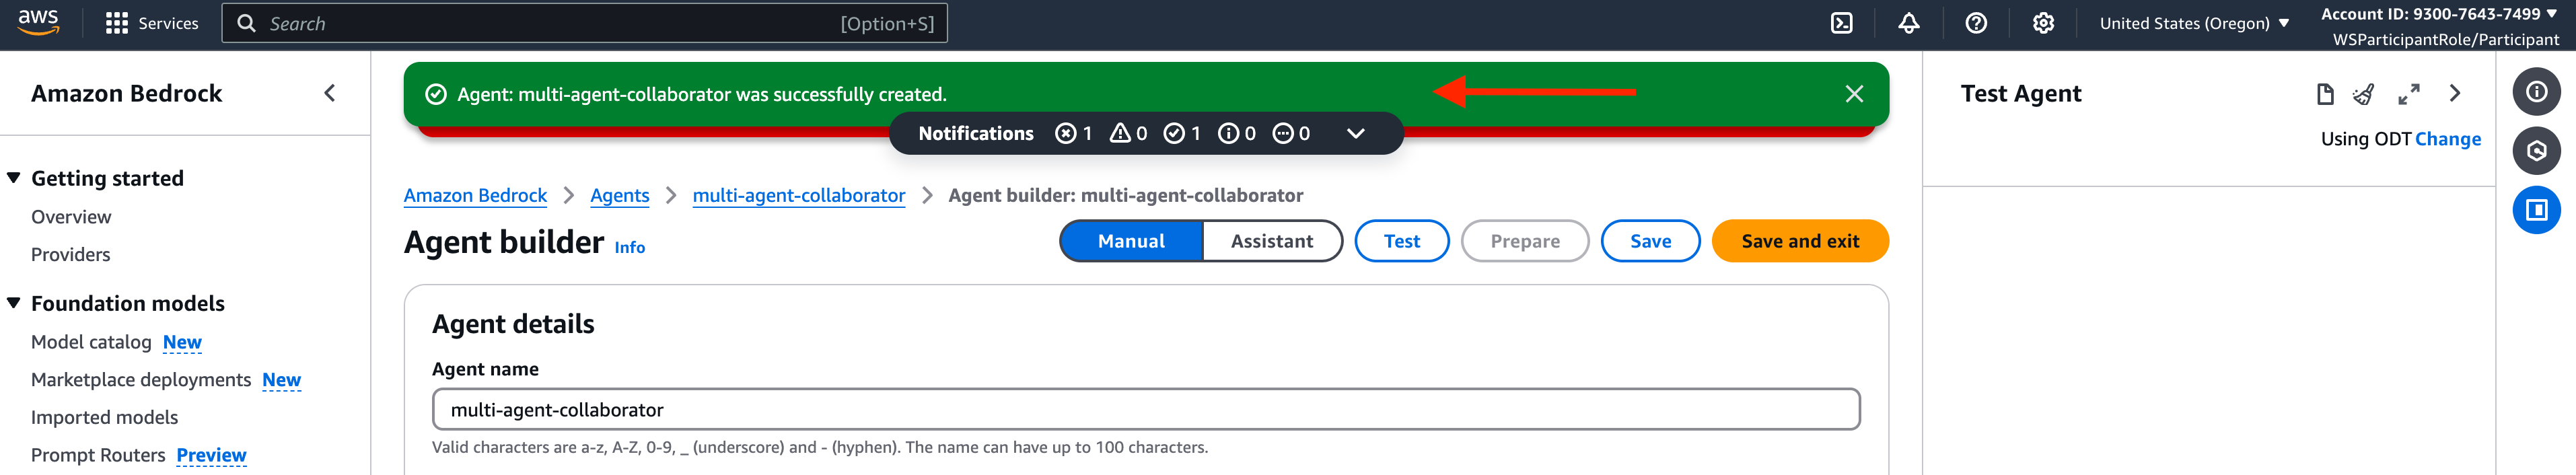 aws
Services
Search
[Option+S]
United States (Oregon)
Account ID: 9300-7643-7499
WSParticipantRole/Participant
Amazon Bedrock
Getting started
Overview
Providers
Foundation models
Model catalog New
Marketplace deployments New
Imported models
Prompt Routers Preview
Agent: multi-agent-collaborator was successfully created.
Notifications 1 0 1 0 0
Amazon Bedrock > Agents > multi-agent-collaborator > Agent builder: multi-agent-collaborator
Agent builder Info
Manual Assistant Test Prepare Save Save and exit
Agent details
Agent name
multi-agent-collaborator
Valid characters are a-z, A-Z, 0-9, _ (underscore) and - (hyphen). The name can have up to 100 characters.
Test Agent
Using ODT Change